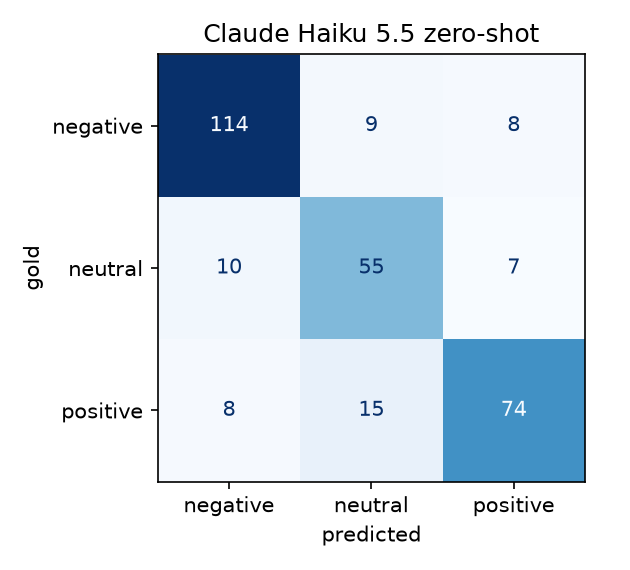 Claude Haiku 5.5 zero-shot
negative 114 9 8
neutral 10 55 7
positive 8 15 74
gold
negative neutral positive
predicted